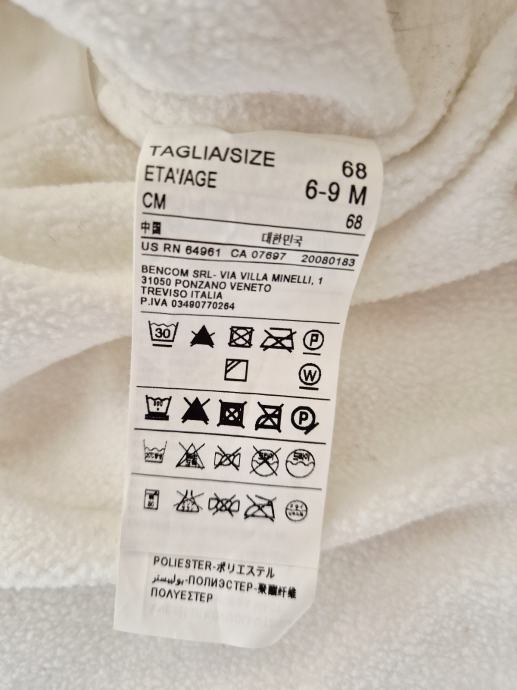 TAGLIA/SIZE 68
ETA'/AGE 6-9 M
CM 68
中国 대한민국
US RN 64961 CA 07697 20080183
BENCOM SRL- VIA VILLA MINELLI, 1
31050 PONZANO VENETO
TREVISO ITALIA
P.IVA 03490770264
30 P
W
P
POLIESTER-ポリエステル
بوليستر-ПОЛИЭСТЕР-聚酯纤维
ΠΟΛΥΕΣΤΕΡ